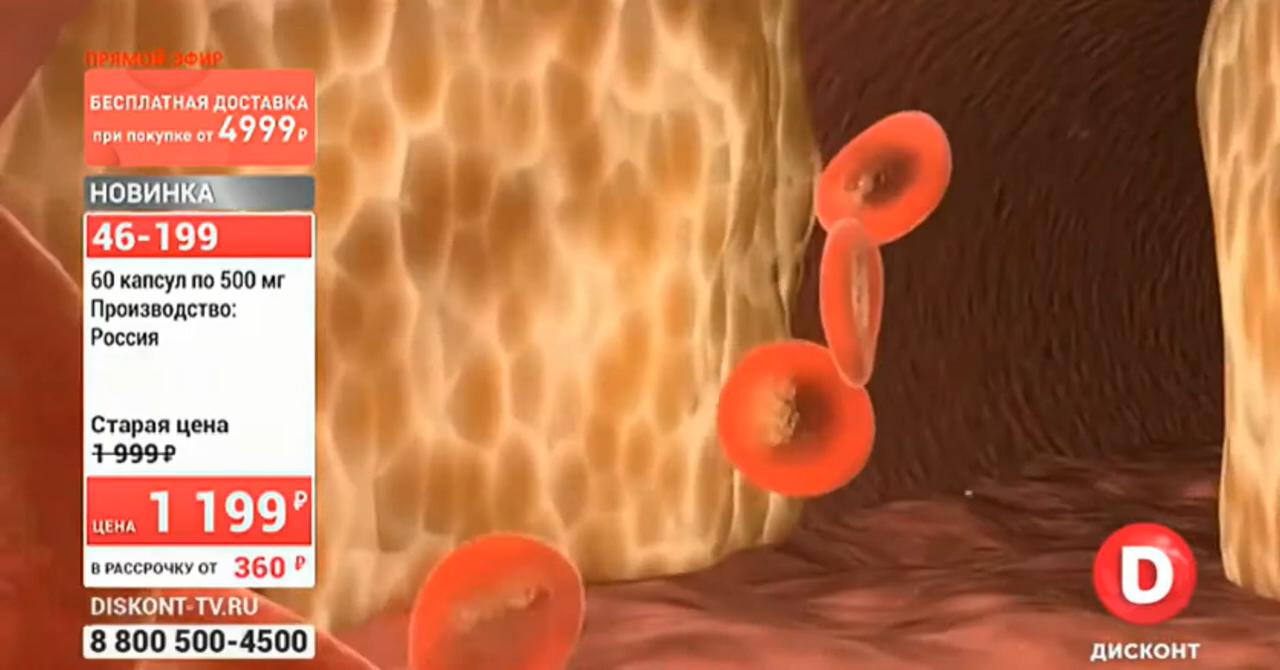 ПРЯМОЙ ЭФИР
БЕСПЛАТНАЯ ДОСТАВКА
при покупке от 4999₽
НОВИНКА
46-199
60 капсул по 500 мг
Производство:
Россия
Старая цена
1 999₽
ЦЕНА 1 199₽
В РАССРОЧКУ ОТ 360 ₽
DISKONT-TV.RU
8 800 500-4500
D
ДИСКОНТ